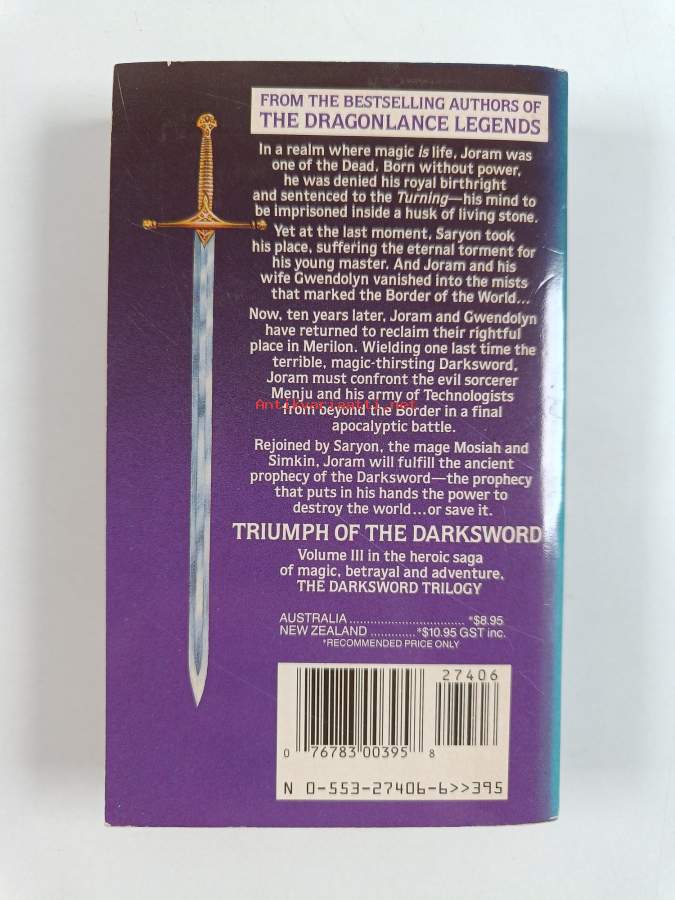 FROM THE BESTSELLING AUTHORS OF
THE DRAGONLANCE LEGENDS
In a realm where magic is life, Joram was
one of the Dead. Born without power,
he was denied his royal birthright
and sentenced to the Turning—his mind to
be imprisoned inside a husk of living stone.
Yet at the last moment, Saryon took
his place, suffering the eternal torment for
his young master. And Joram and his
wife Gwendolyn vanished into the mists
that marked the Border of the World...
Now, ten years later, Joram and Gwendolyn
have returned to reclaim their rightful
place in Merilon. Wielding one last time the
terrible, magic-thirsting Darksword,
Joram must confront the evil sorcerer
Menju and his army of Technologists
Antikvariaatti.net
from beyond the Border in a final
apocalyptic battle.
Rejoined by Saryon, the mage Mosiah and
Simkin, Joram will fulfill the ancient
prophecy of the Darksword—the prophecy
that puts in his hands the power to
destroy the world...or save it.
TRIUMPH OF THE DARKSWORD
Volume III in the heroic saga
of magic, betrayal and adventure,
THE DARKSWORD TRILOGY
AUSTRALIA ................................. *$8.95
NEW ZEALAND ............. *$10.95 GST inc.
*RECOMMENDED PRICE ONLY
27406
0 76783 00395 8
N 0-553-27406-6>>395